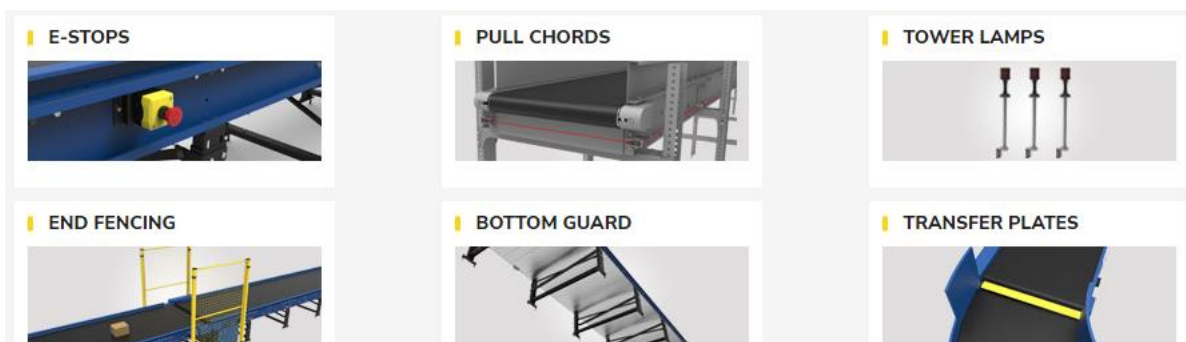 E-STOPS
PULL CHORDS
TOWER LAMPS
END FENCING
BOTTOM GUARD
TRANSFER PLATES